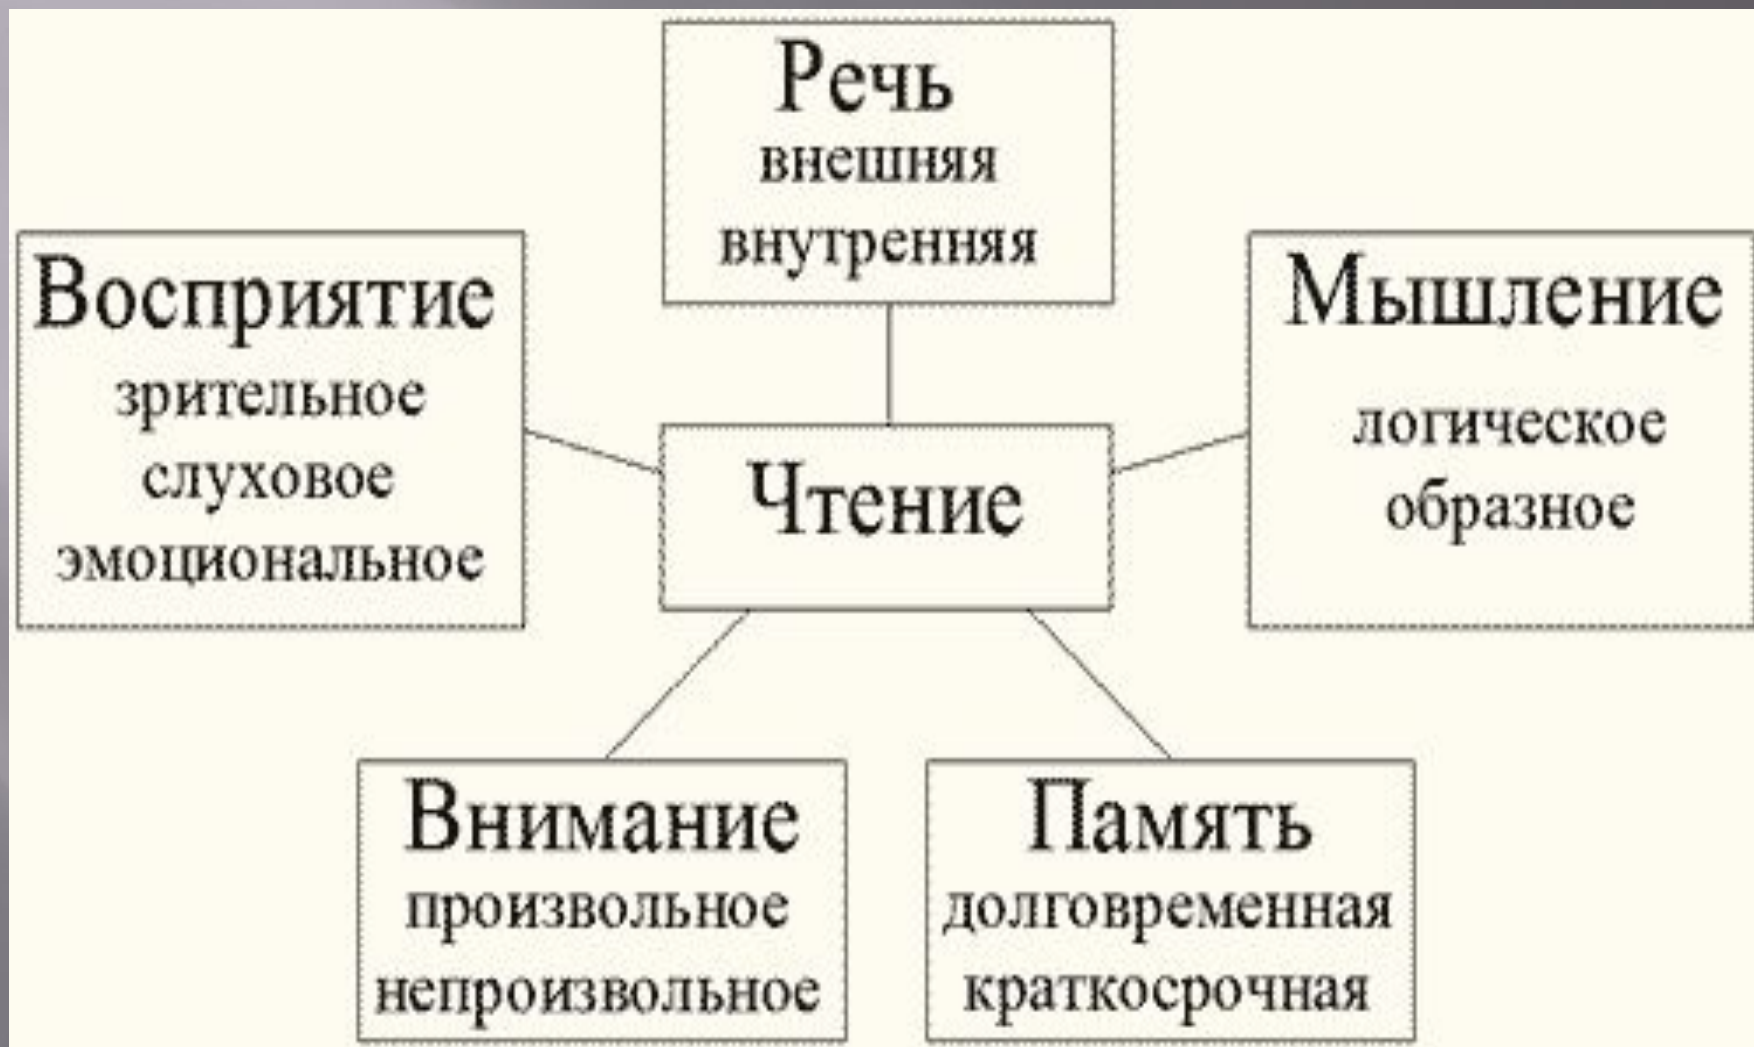 Речь
внешняя
внутренняя
Восприятие
зрительное
слуховое
эмоциональное
Мышление
логическое
образное
Чтение
Внимание
произвольное
непроизвольное
Память
долговременная
краткосрочная